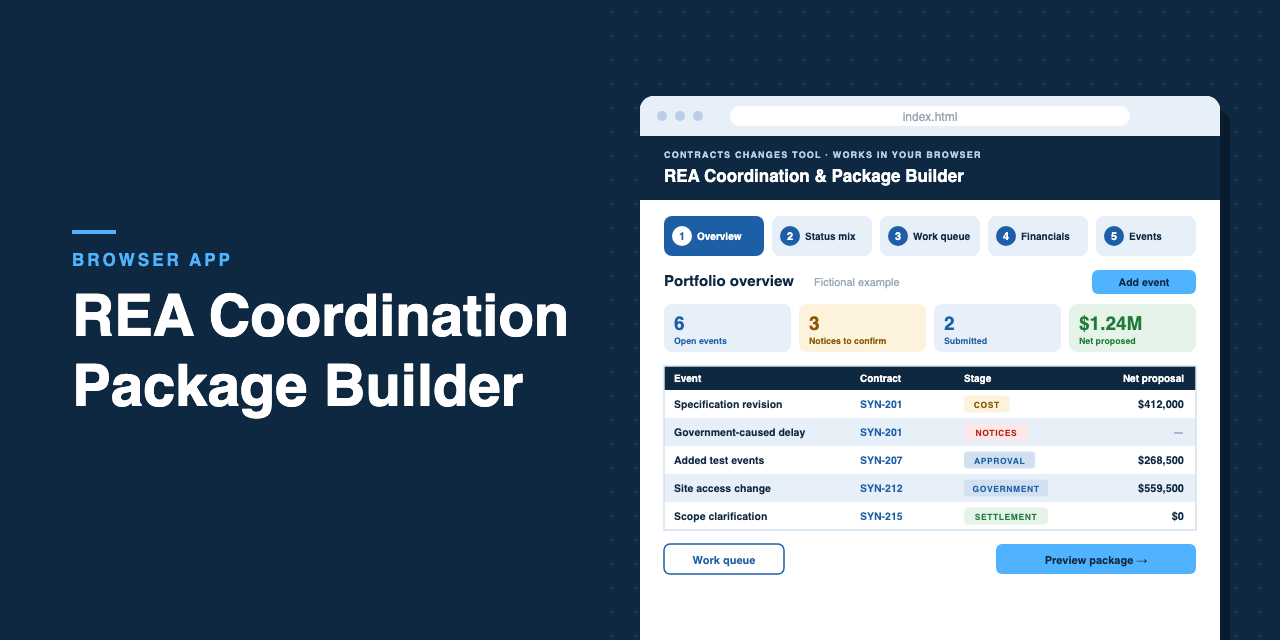 BROWSER APP
REA Coordination
Package Builder
index.html
CONTRACTS CHANGES TOOL · WORKS IN YOUR BROWSER
REA Coordination & Package Builder
1 Overview 2 Status mix 3 Work queue 4 Financials 5 Events
Portfolio overview Fictional example Add event
6 3 2 $1.24M
Open events Notices to confirm Submitted Net proposed
Event Contract Stage Net proposal
Specification revision SYN-201 COST $412,000
Government-caused delay SYN-201 NOTICES —
Added test events SYN-207 APPROVAL $268,500
Site access change SYN-212 GOVERNMENT $559,500
Scope clarification SYN-215 SETTLEMENT $0
Work queue Preview package →